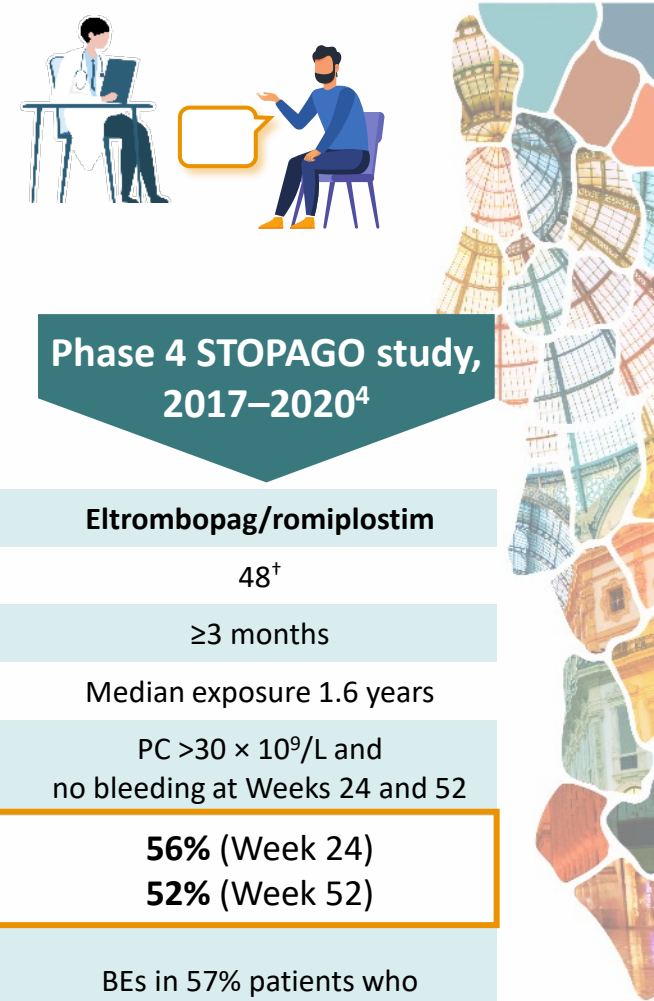 Phase 4 STOPAGO study,
2017–2020⁴
Eltrombopag/romiplostim
48†
≥3 months
Median exposure 1.6 years
PC >30 × 10⁹/L and
no bleeding at Weeks 24 and 52
56% (Week 24)
52% (Week 52)
BEs in 57% patients who